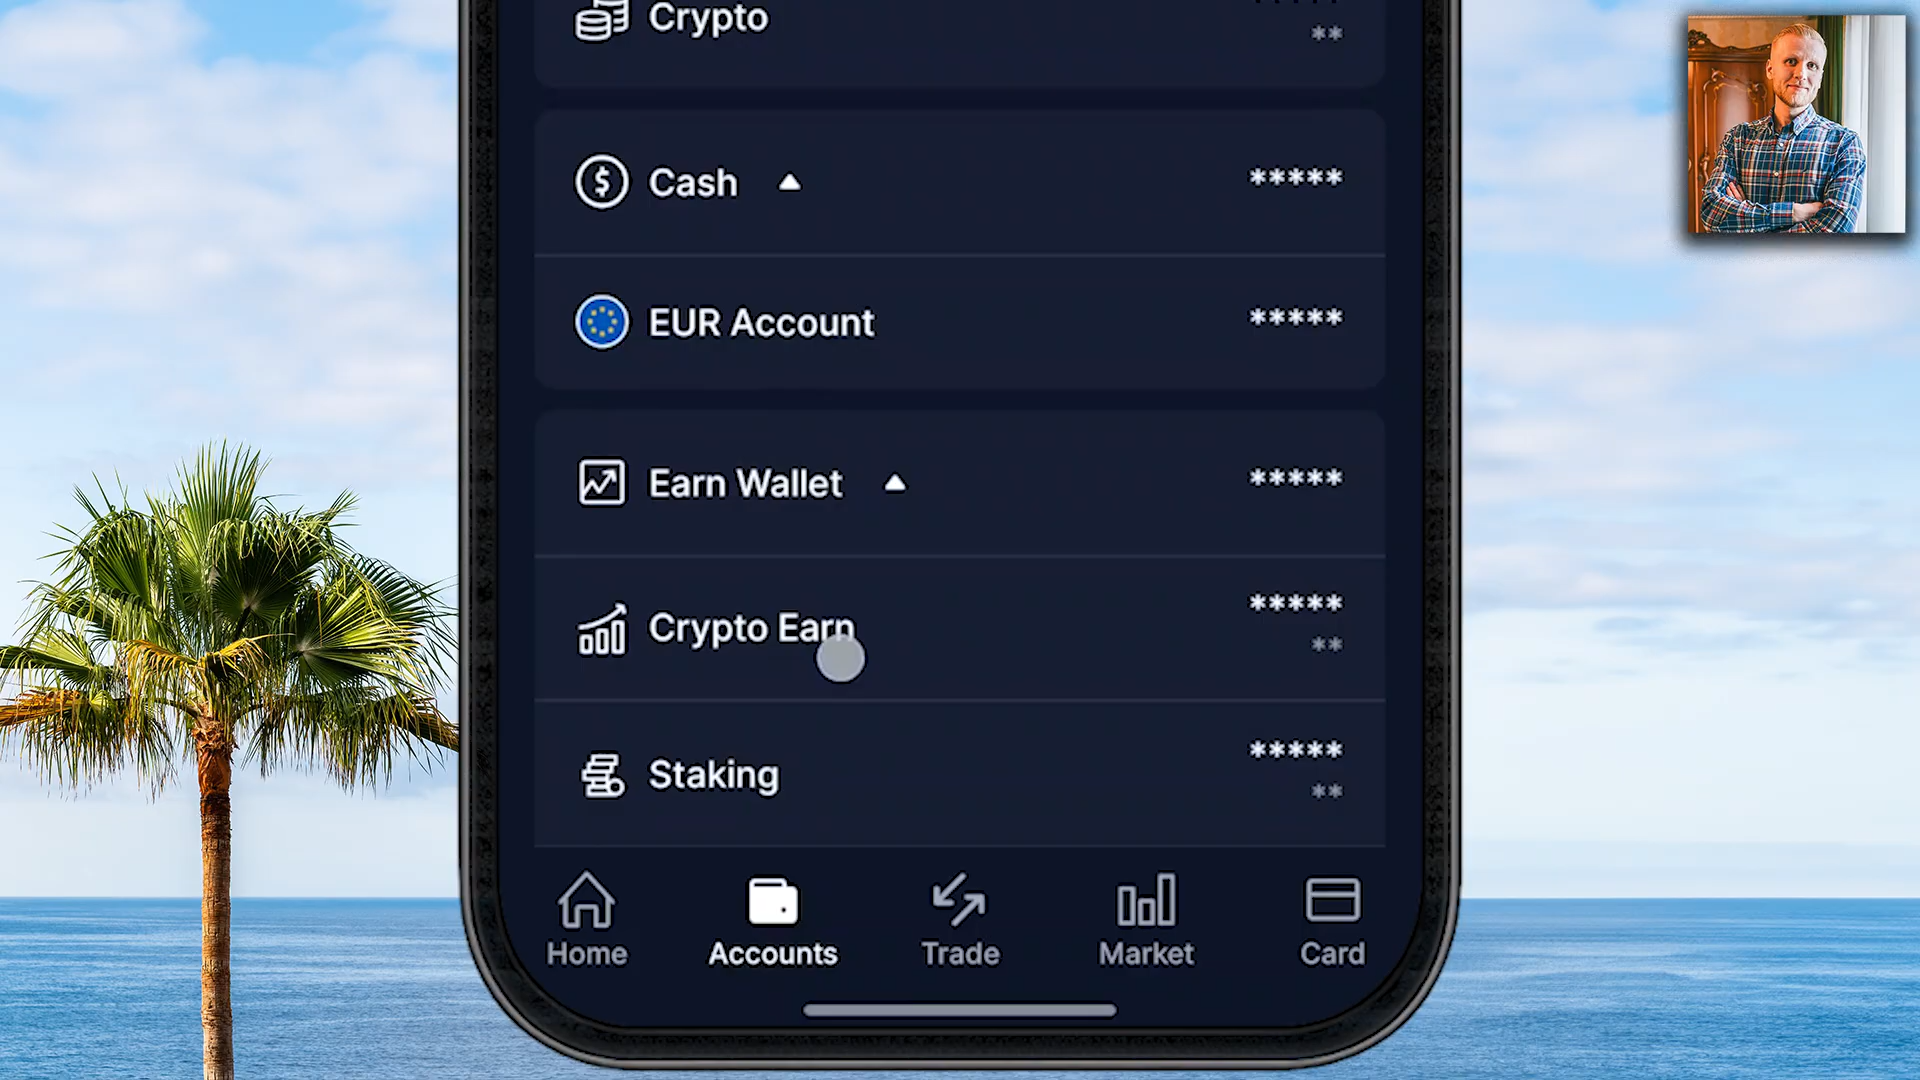 Crypto
**
Cash *****
EUR Account *****
Earn Wallet *****
Crypto Earn *****
**
Staking *****
**
Home Accounts Trade Market Card